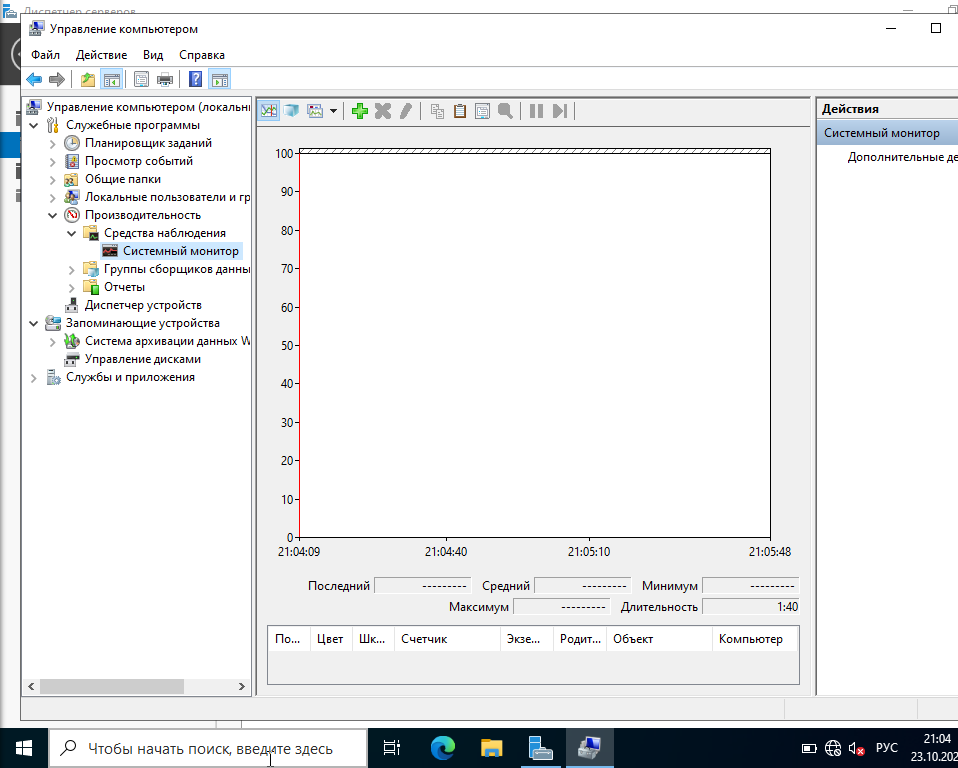 Диспетчер серверов
Управление компьютером
Файл Действие Вид Справка
Управление компьютером (локальн
Служебные программы
Планировщик заданий
Просмотр событий
Общие папки
Локальные пользователи и гр
Производительность
Средства наблюдения
Системный монитор
Группы сборщиков данны
Отчеты
Диспетчер устройств
Запоминающие устройства
Система архивации данных W
Управление дисками
Службы и приложения
100
90
80
70
60
50
40
30
20
10
0
21:04:09 21:04:40 21:05:10 21:05:48
Последний --------- Средний --------- Минимум ---------
Максимум --------- Длительность 1:40
По... Цвет Шк... Счетчик Экзе... Родит... Объект Компьютер
Действия
Системный монитор
Дополнительные де
Чтобы начать поиск, введите здесь
РУС
21:04
23.10.202